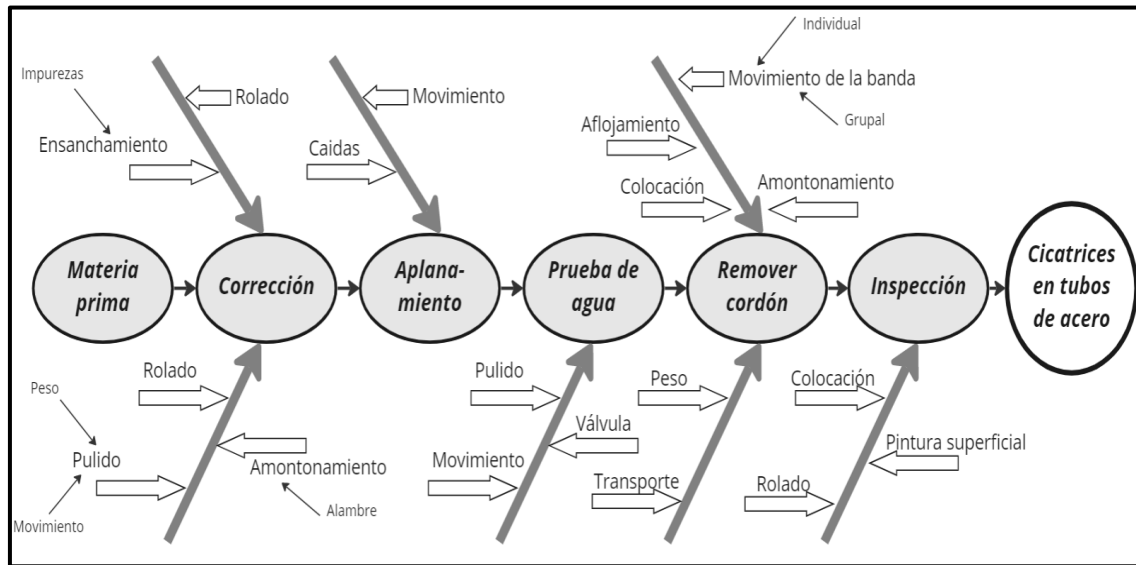 Individual
Impurezas
Rolado
Movimiento
Movimiento de la banda
Ensanchamiento
Caidas
Aflojamiento
Grupal
Colocación
Amontonamiento
Materia
prima
Corrección
Aplana-
miento
Prueba de
agua
Remover
cordón
Inspección
Cicatrices
en tubos
de acero
Rolado
Pulido
Peso
Colocación
Peso
Válvula
Pintura superficial
Pulido
Amontonamiento
Movimiento
Transporte
Rolado
Movimiento
Alambre